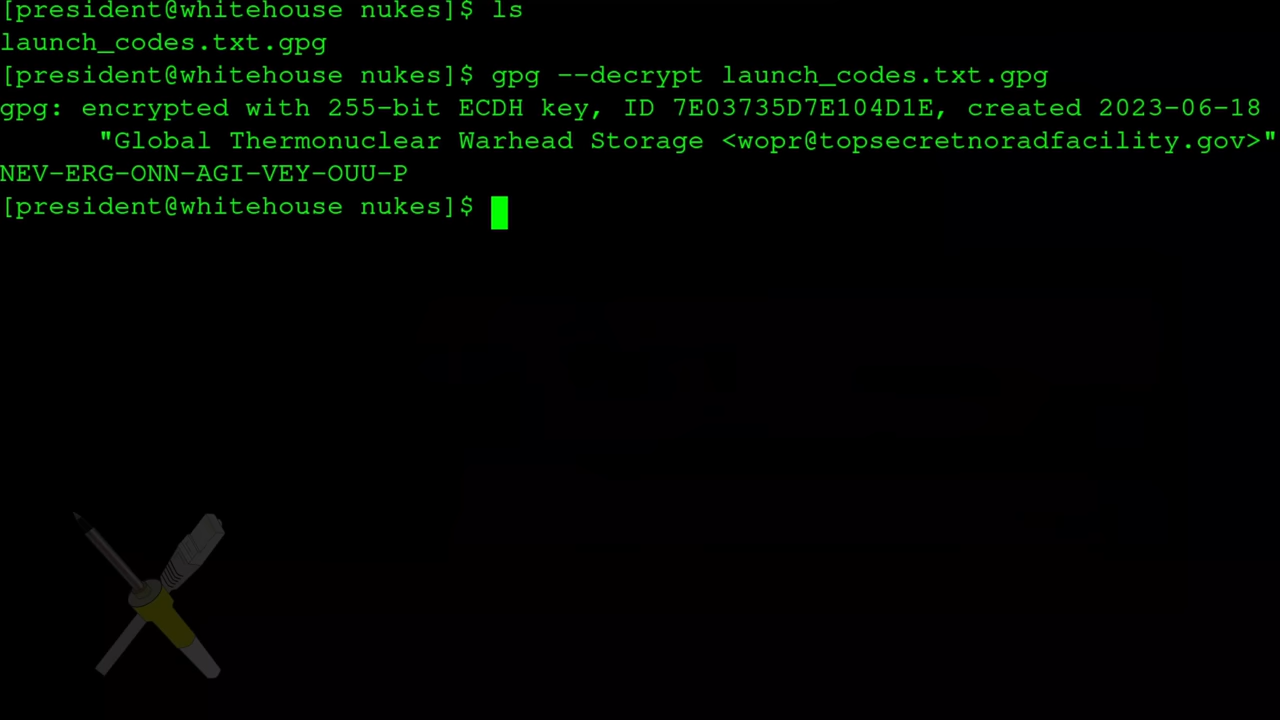 [president@whitehouse nukes]$ ls
launch_codes.txt.gpg
[president@whitehouse nukes]$ gpg --decrypt launch_codes.txt.gpg
gpg: encrypted with 255-bit ECDH key, ID 7E03735D7E104D1E, created 2023-06-18
"Global Thermonuclear Warhead Storage <wopr@topsecretnoradfacility.gov>"
NEV-ERG-ONN-AGI-VEY-OUU-P
[president@whitehouse nukes]$